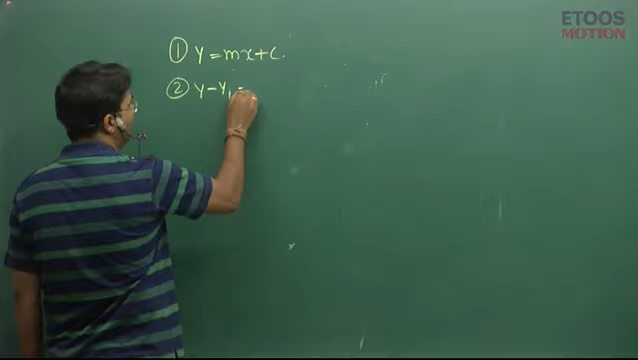 ETOOS
MOTION
① y = mx + c
② y - y₁ =